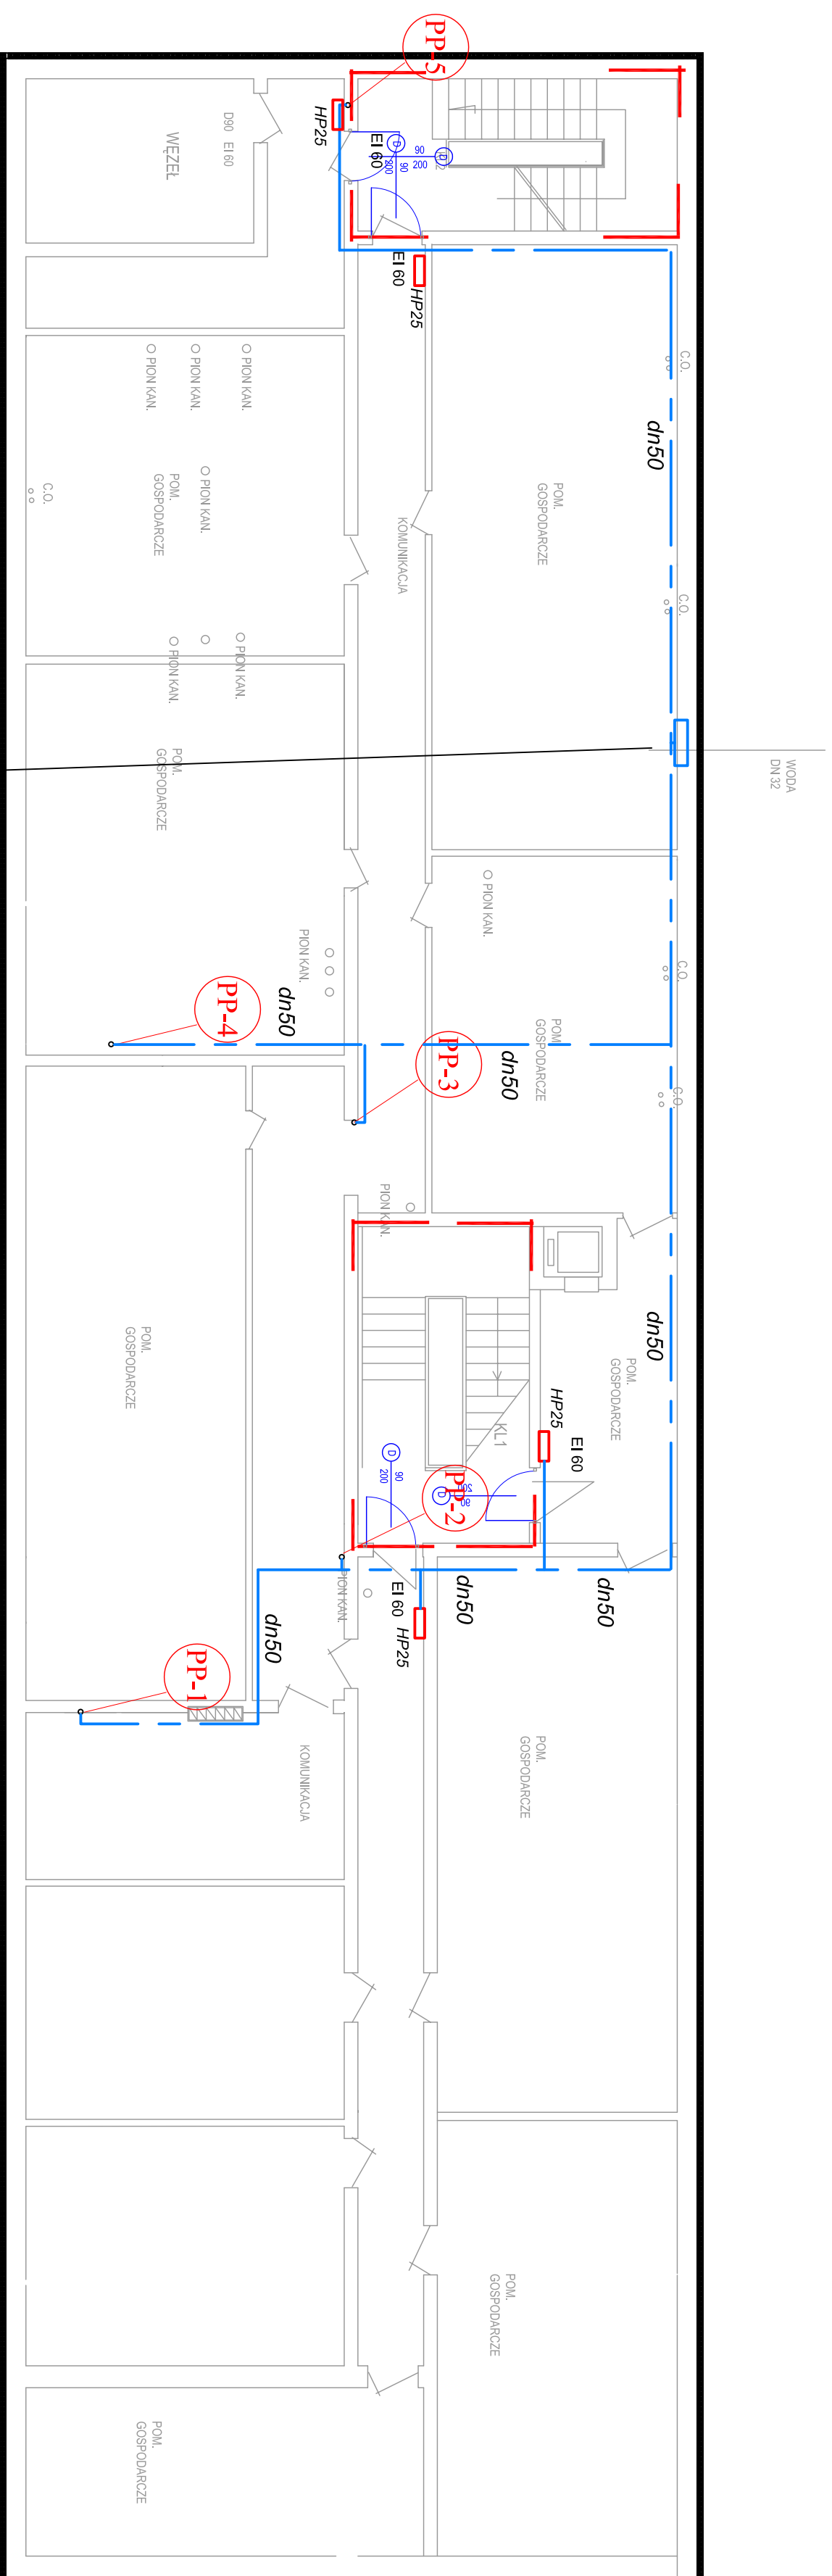 PP-5
HP25
EI 60
90
200
90
200
D
D
D90 EI 60
WĘZEŁ
EI 60
HP25
PION KAN.
PION KAN.
PION KAN.
C.O.
dn50
POM.
GOSPODARCZE
PION KAN.
POM.
GOSPODARCZE
C.O.
KOMUNIKACJA
C.O.
PION KAN.
PION KAN.
POM.
GOSPODARCZE
WODA
DN 32
PION KAN.
PION KAN.
C.O.
PP-4
dn50
PP-3
dn50
POM.
GOSPODARCZE
C.O.
PION KAN.
POM.
GOSPODARCZE
dn50
POM.
GOSPODARCZE
HP25
EI 60
KL1
D
90
200
PP-2
D
90
PION KAN.
EI 60
HP25
dn50
dn50
dn50
PP-1
KOMUNIKACJA
POM.
GOSPODARCZE
POM.
GOSPODARCZE
POM.
GOSPODARCZE